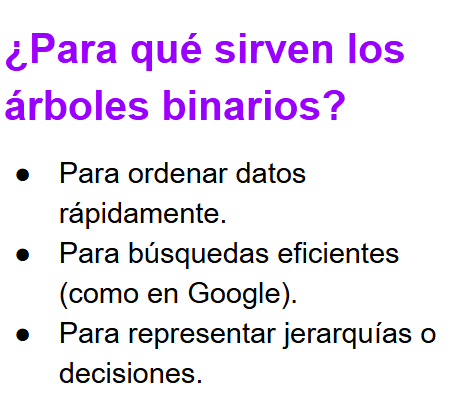 ¿Para qué sirven los
árboles binarios?
● Para ordenar datos
rápidamente.
● Para búsquedas eficientes
(como en Google).
● Para representar jerarquías o
decisiones.